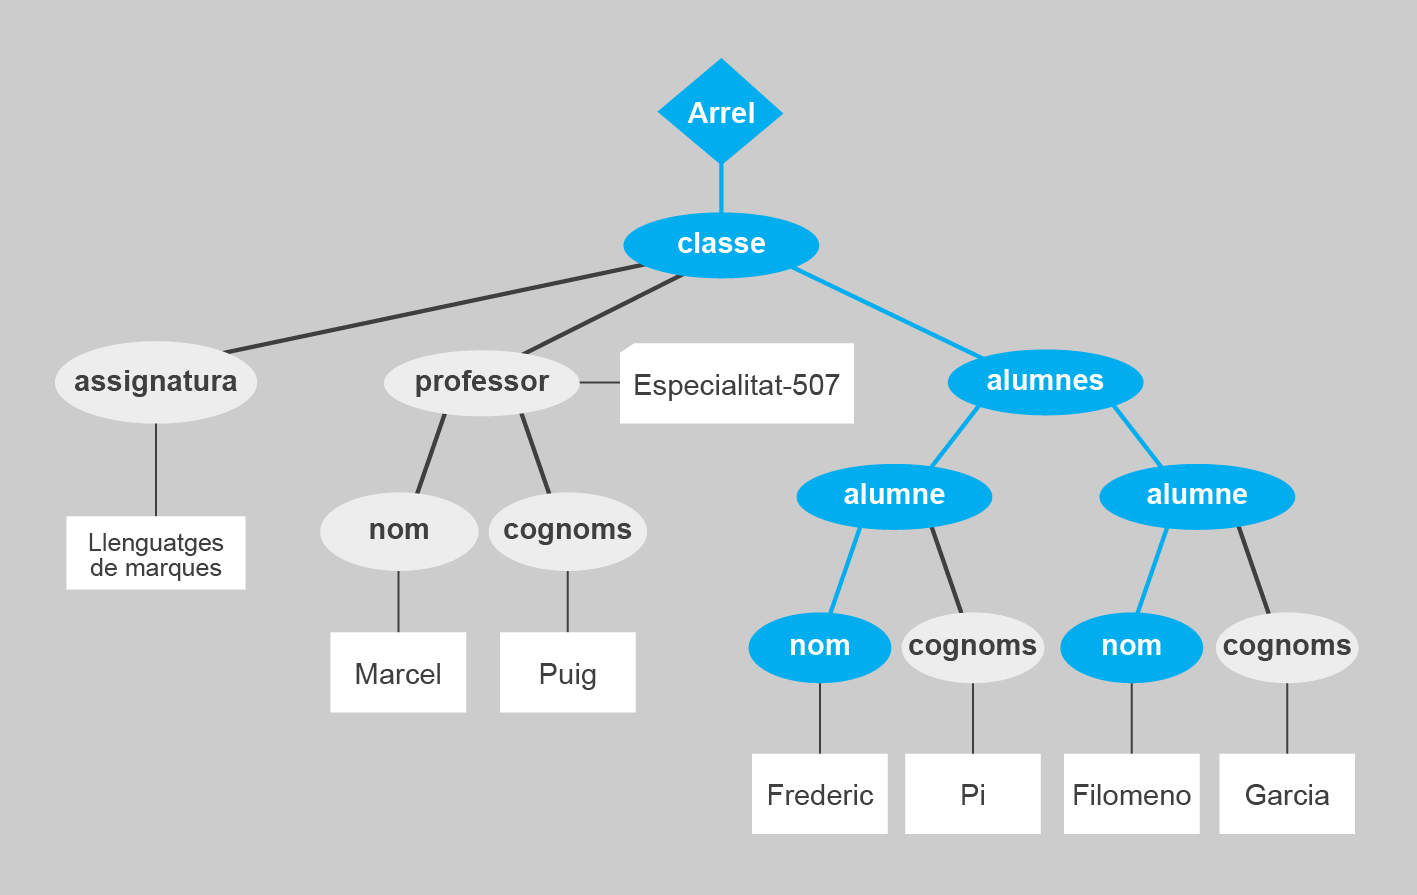 Arrel
classe
assignatura
professor
Especialitat-507
alumnes
alumne
alumne
nom
cognoms
Llenguatges
de marques
nom
cognoms
nom
cognoms
Marcel
Puig
Frederic
Pi
Filomeno
Garcia